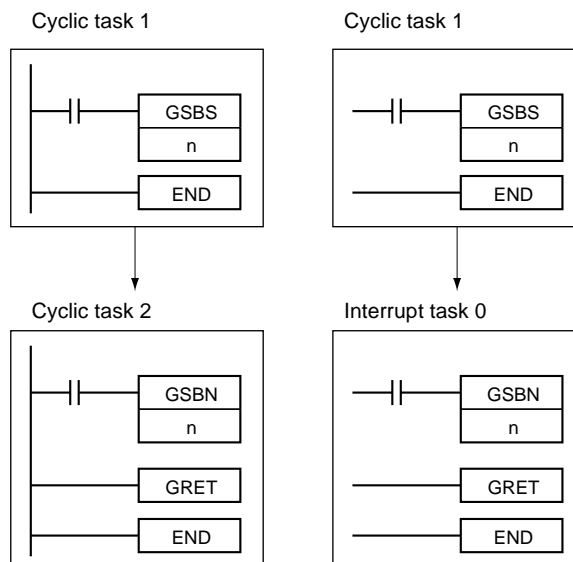 Cyclic task 1
GSBS
n
END
Cyclic task 2
GSBN
n
GRET
END
Cyclic task 1
GSBS
n
END
Interrupt task 0
GSBN
n
GRET
END